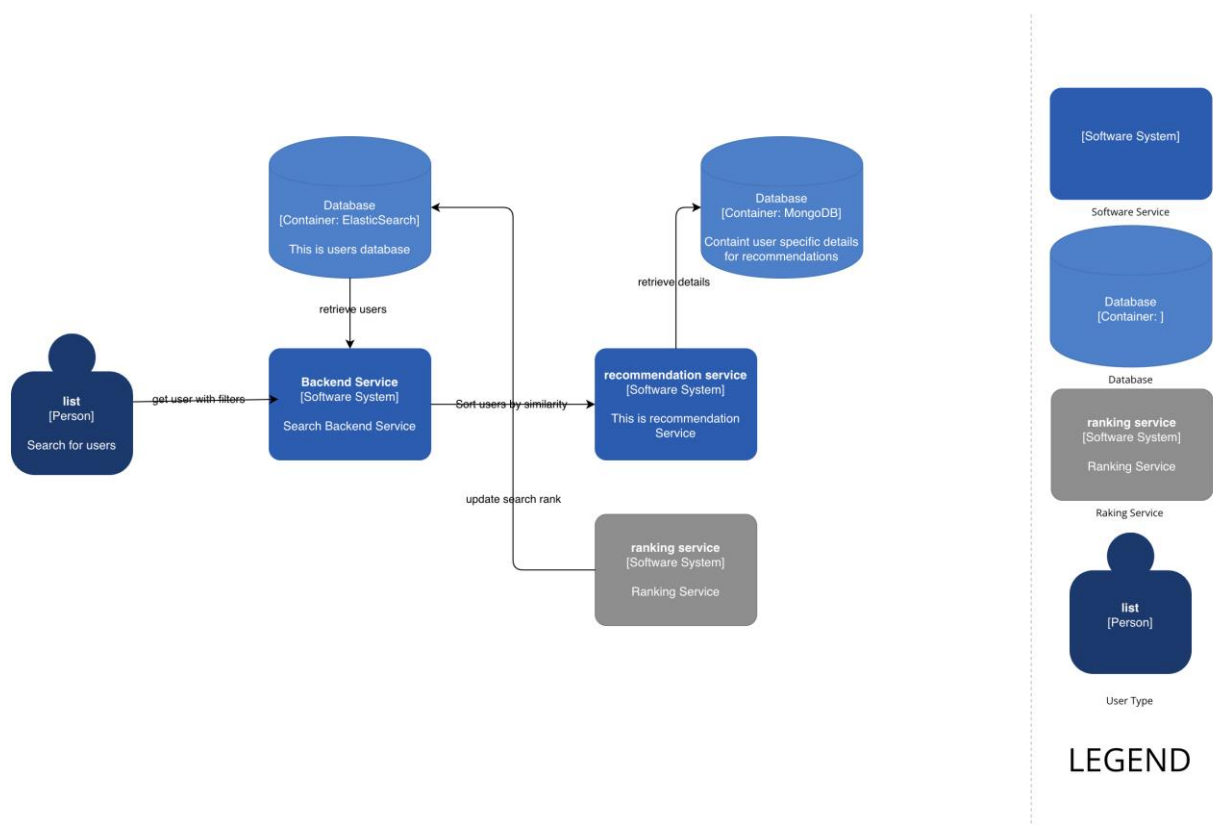 Database
[Container: ElasticSearch]
This is users database
Database
[Container: MongoDB]
Containt user specific details
for recommendations
retrieve users
retrieve details
list
[Person]
Search for users
get user with filters
Backend Service
[Software System]
Search Backend Service
Sort users by similarity
recommendation service
[Software System]
This is recommendation
Service
update search rank
ranking service
[Software System]
Ranking Service
[Software System]
Software Service
Database
[Container: ]
Database
ranking service
[Software System]
Ranking Service
Raking Service
list
[Person]
User Type
LEGEND